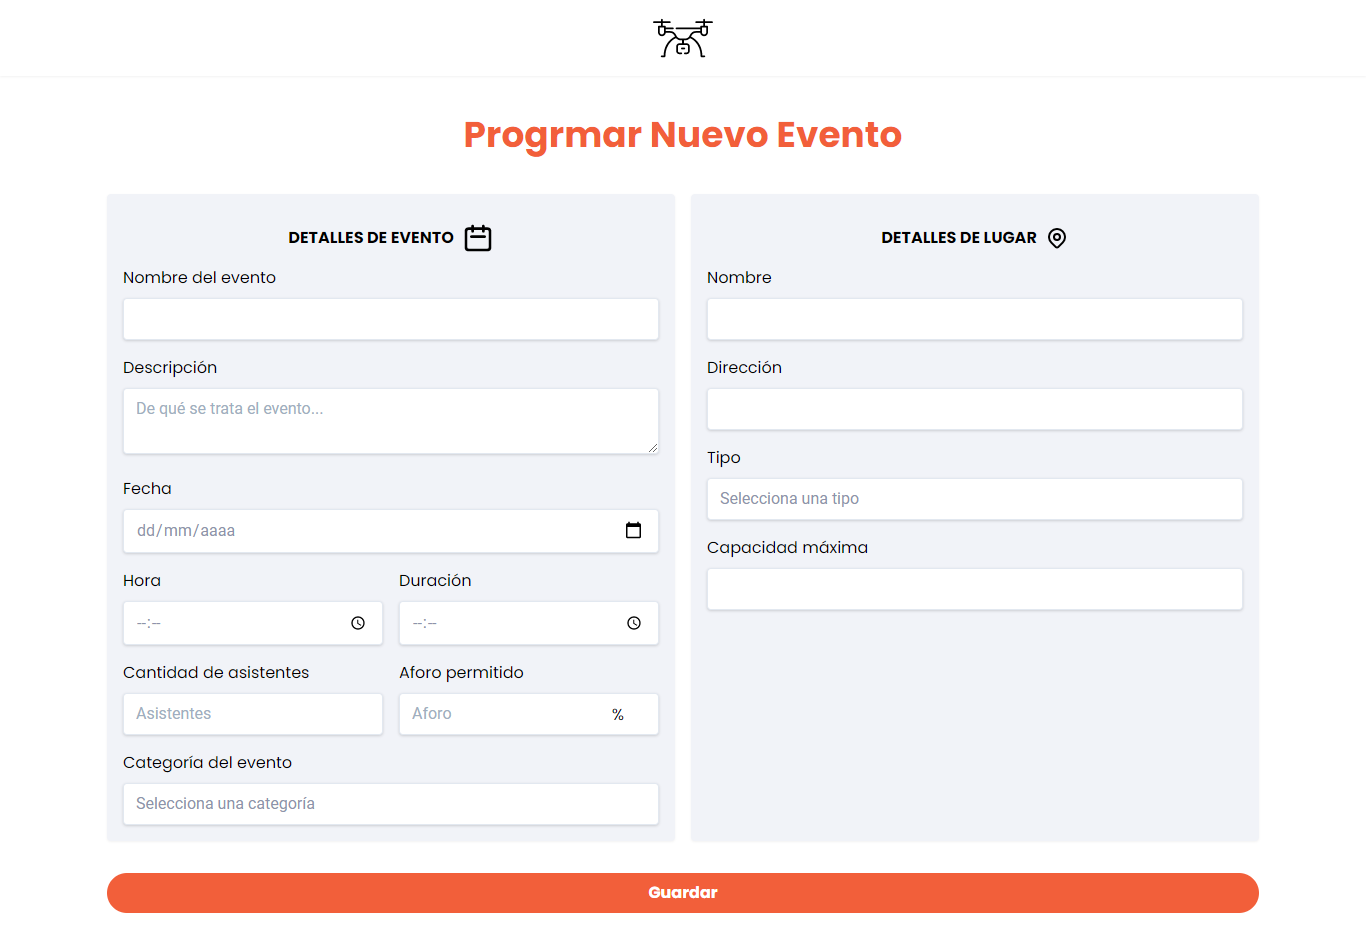 Progrmar Nuevo Evento
DETALLES DE EVENTO
Nombre del evento
Descripción
De qué se trata el evento...
Fecha
dd/mm/aaaa
Hora Duración
--:-- --:--
Cantidad de asistentes Aforo permitido
Asistentes Aforo %
Categoría del evento
Selecciona una categoría
DETALLES DE LUGAR
Nombre
Dirección
Tipo
Selecciona una tipo
Capacidad máxima
Guardar